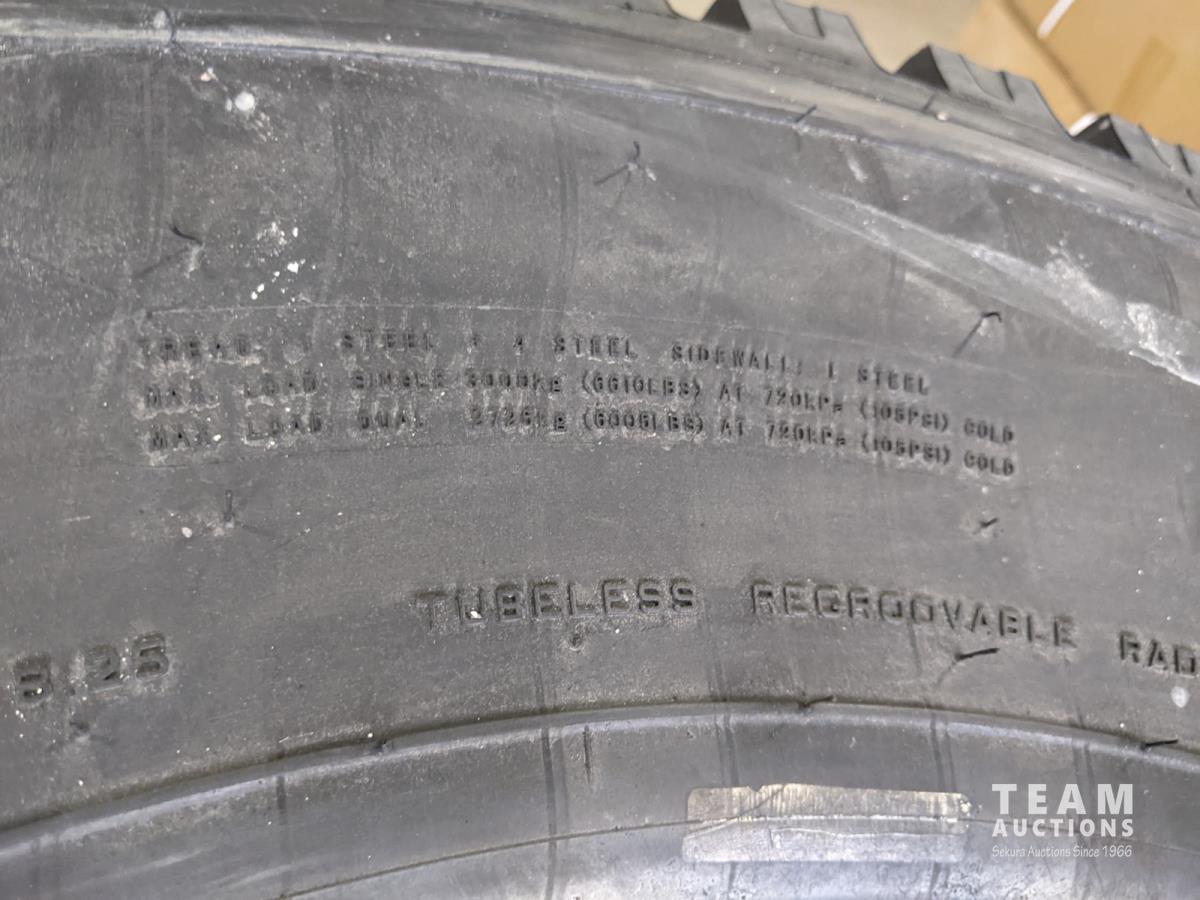 TREAD: STEEL + 4 STEEL SIDEWALL: 1 STEEL
MAX. LOAD SINGLE 3000Kg (6610LBS) AT 720KPa (105PSI) COLD
MAX. LOAD DUAL 2725Kg (6005LBS) AT 720KPa (105PSI) COLD
TUBELESS REGROOVABLE RAD
8.25
TEAM
AUCTIONS
Sekura Auctions Since 1966